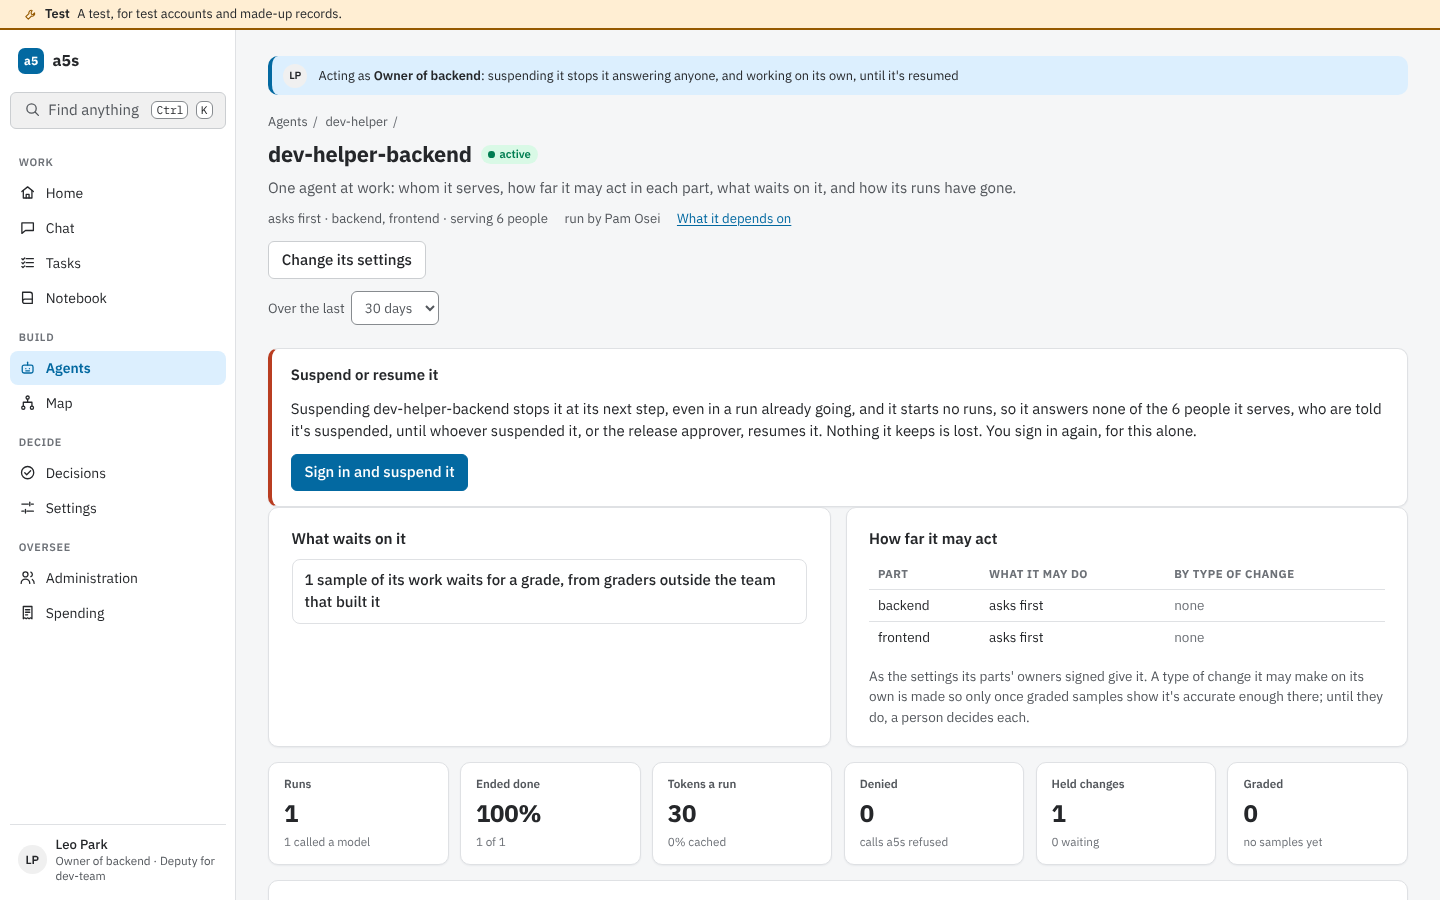 Test A test, for test accounts and made-up records.
a5 a5s
Find anything Ctrl K
WORK
Home
Chat
Tasks
Notebook
BUILD
Agents
Map
DECIDE
Decisions
Settings
OVERSEE
Administration
Spending
LP Leo Park
Owner of backend · Deputy for
dev-team
LP Acting as Owner of backend: suspending it stops it answering anyone, and working on its own, until it's resumed
Agents / dev-helper /
dev-helper-backend active
One agent at work: whom it serves, how far it may act in each part, what waits on it, and how its runs have gone.
asks first · backend, frontend · serving 6 people run by Pam Osei What it depends on
Change its settings
Over the last 30 days
Suspend or resume it
Suspending dev-helper-backend stops it at its next step, even in a run already going, and it starts no runs, so it answers none of the 6 people it serves, who are told
it's suspended, until whoever suspended it, or the release approver, resumes it. Nothing it keeps is lost. You sign in again, for this alone.
Sign in and suspend it
What waits on it
1 sample of its work waits for a grade, from graders outside the team
that built it
How far it may act
PART WHAT IT MAY DO BY TYPE OF CHANGE
backend asks first none
frontend asks first none
As the settings its parts' owners signed give it. A type of change it may make on its
own is made so only once graded samples show it's accurate enough there; until they
do, a person decides each.
Runs
1
1 called a model
Ended done
100%
1 of 1
Tokens a run
30
0% cached
Denied
0
calls a5s refused
Held changes
1
0 waiting
Graded
0
no samples yet